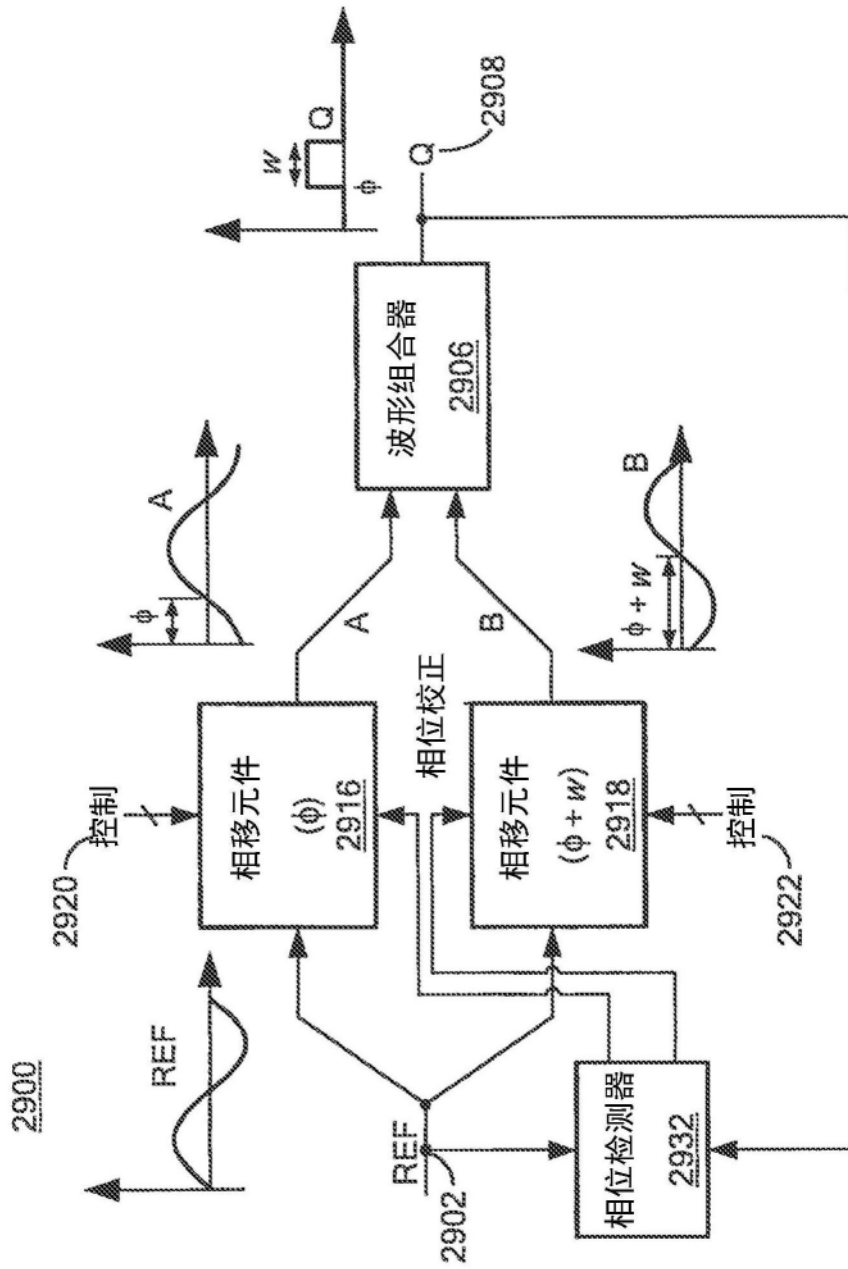 2900
REF
2920
控制
ϕ
A
w
Q
ϕ
REF
2902
相移元件
(ϕ)
2916
A
相位校正
B
波形组合器
2906
Q
2908
相移元件
(ϕ + w)
2918
ϕ + w
B
相位检测器
2932
控制
2922